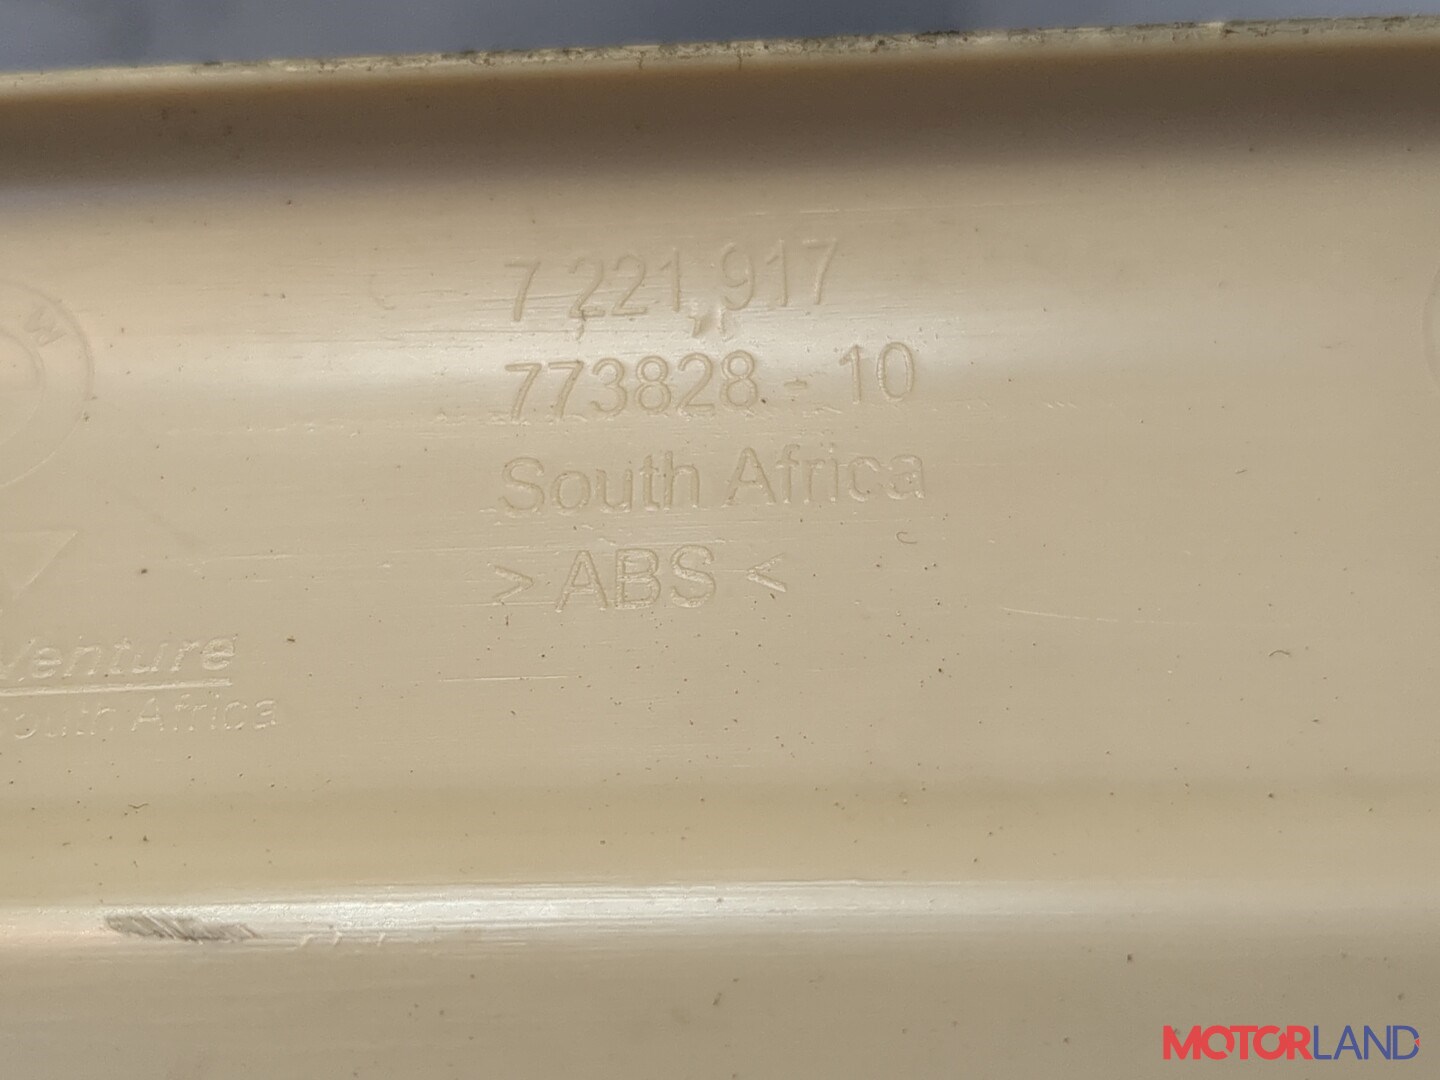 7 221 917
773828 - 10
South Africa
> ABS <
W
Venture
South Africa
MOTORLAND